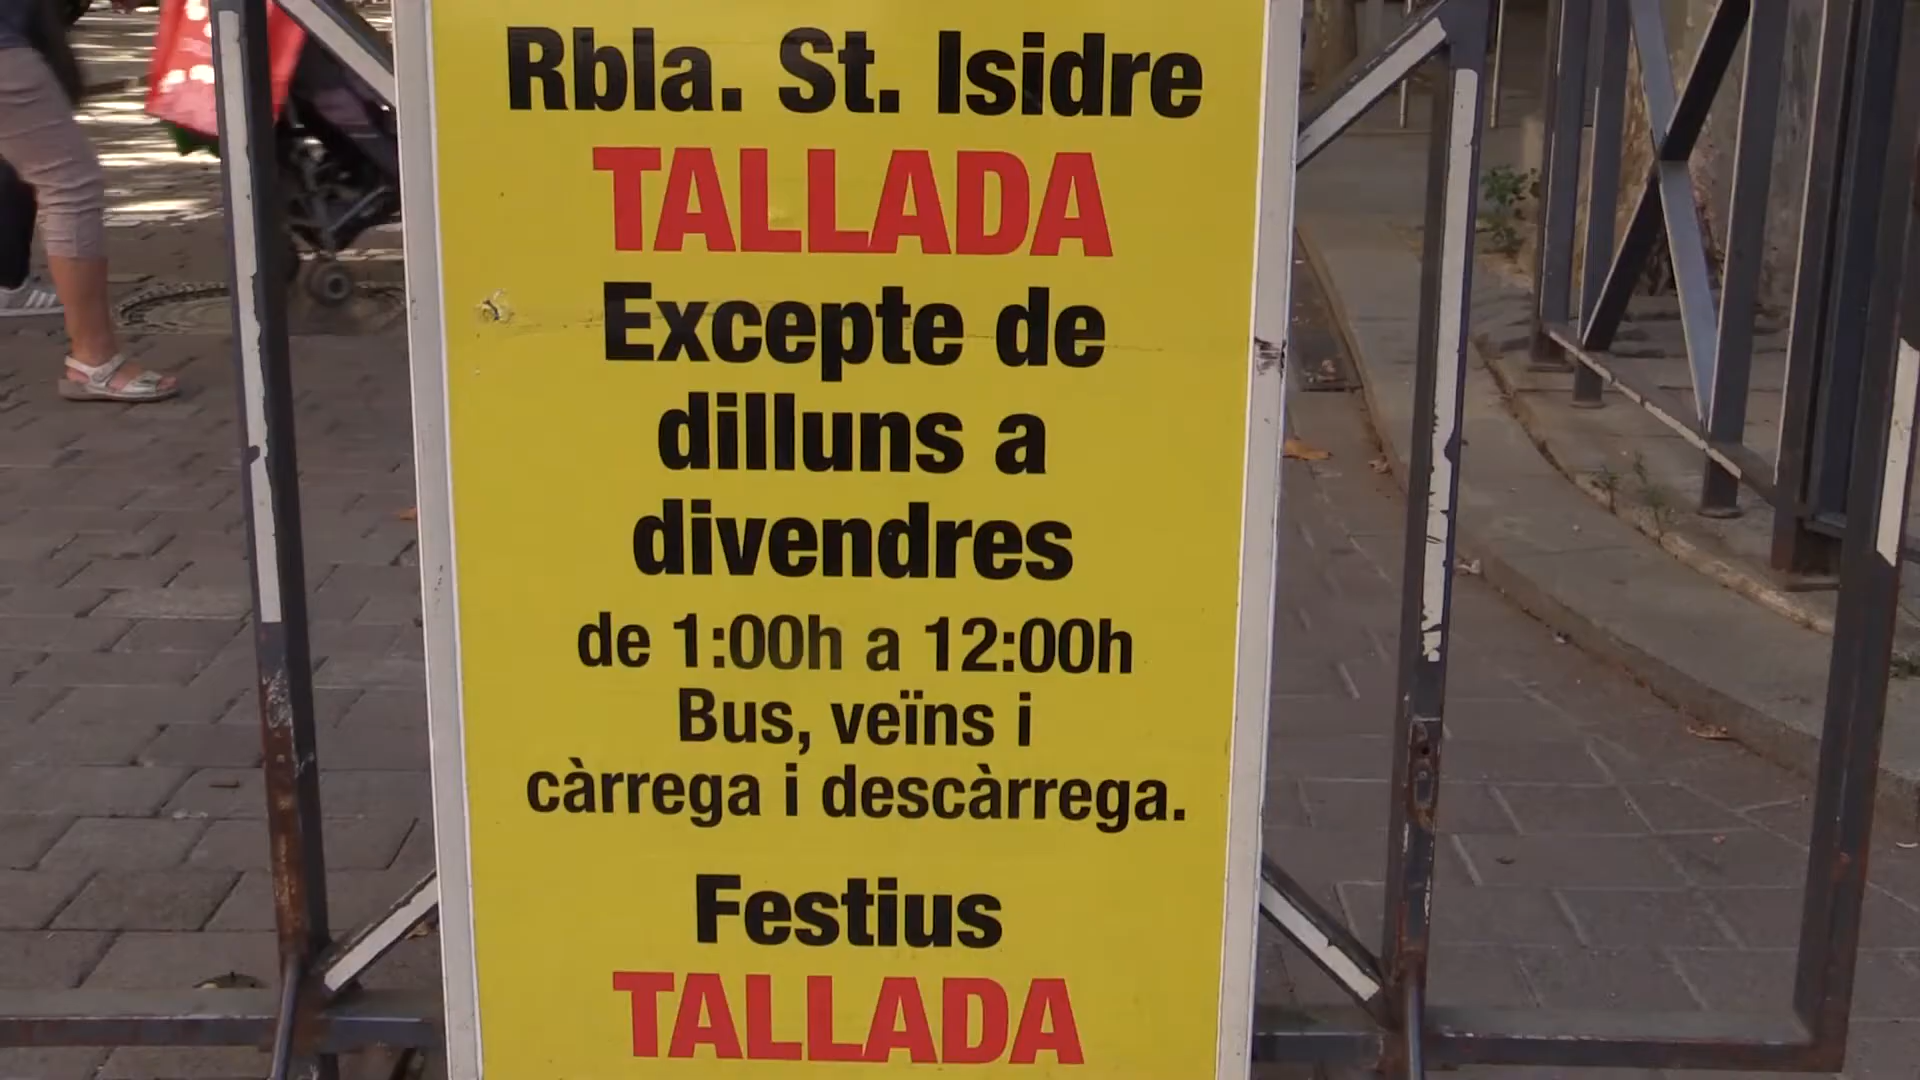 Rbla. St. Isidre
TALLADA
Excepte de
dilluns a
divendres
de 1:00h a 12:00h
Bus, veïns i
càrrega i descàrrega.
Festius
TALLADA